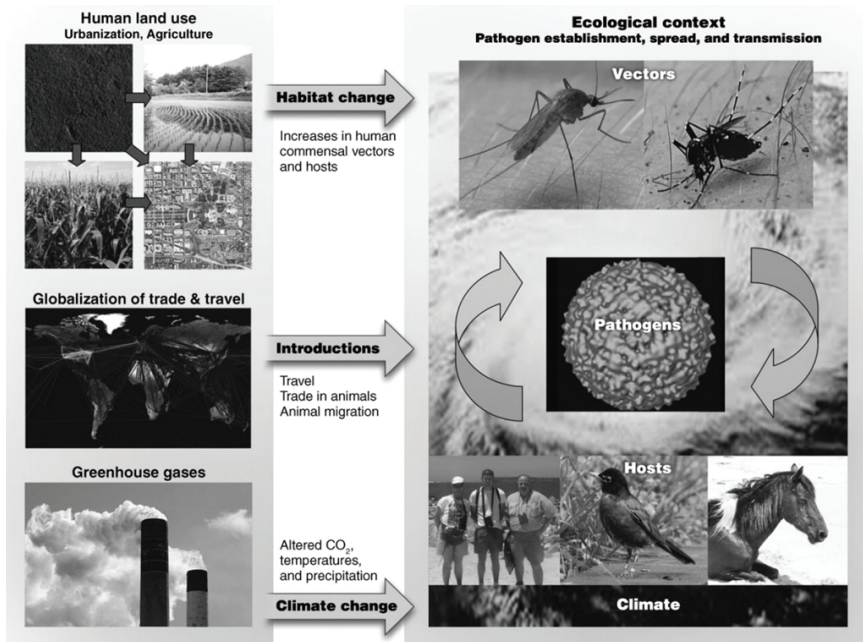 Human land use
Urbanization, Agriculture
Habitat change
Increases in human
commensal vectors
and hosts
Globalization of trade & travel
Introductions
Travel
Trade in animals
Animal migration
Greenhouse gases
Altered CO₂,
temperatures,
and precipitation
Climate change
Ecological context
Pathogen establishment, spread, and transmission
Vectors
Pathogens
Hosts
Climate